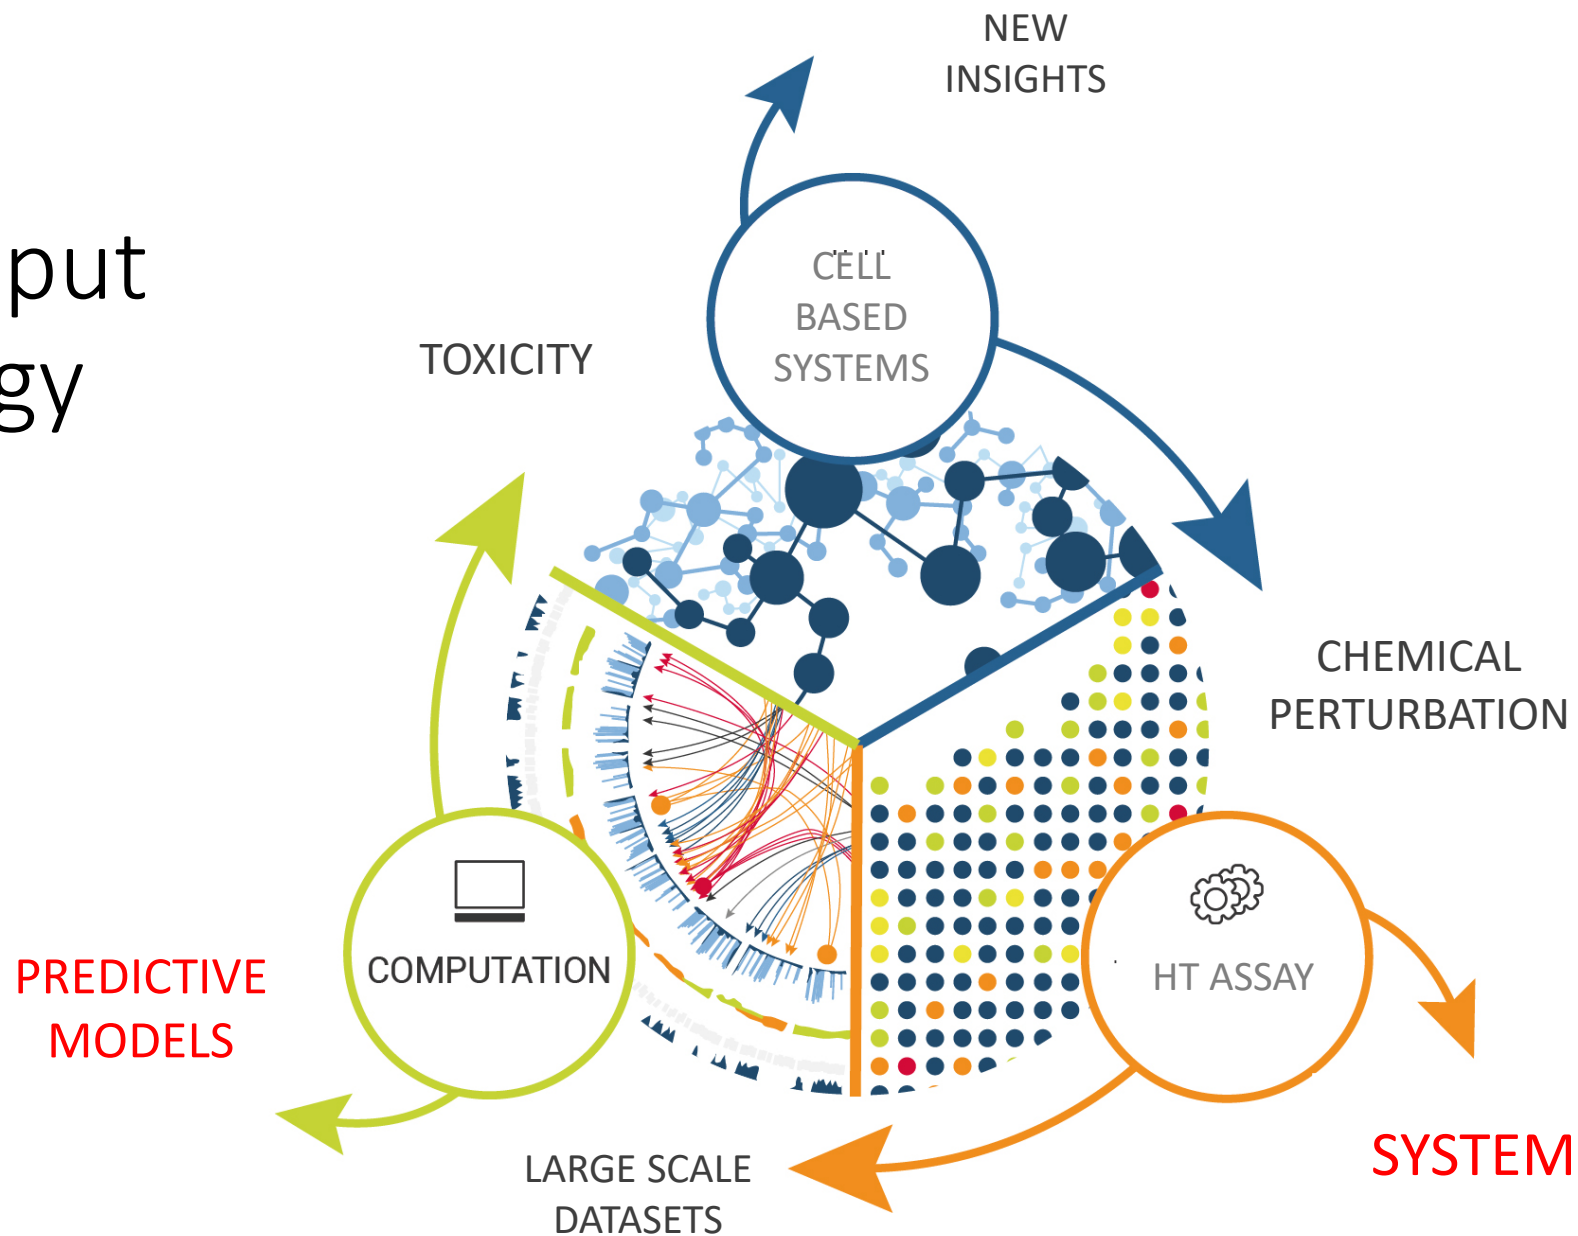 NEW
INSIGHTS
put
gy
CELL
BASED
SYSTEMS
TOXICITY
CHEMICAL
PERTURBATION
COMPUTATION
HT ASSAY
PREDICTIVE
MODELS
SYSTEM
LARGE SCALE
DATASETS